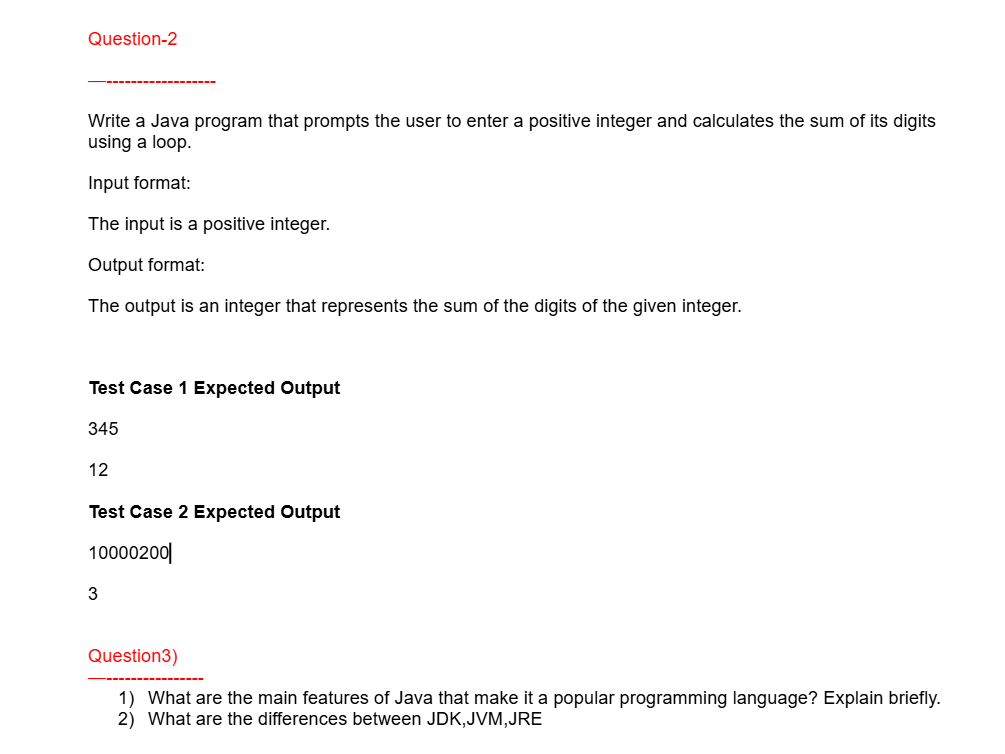 Question-2
—------------------
Write a Java program that prompts the user to enter a positive integer and calculates the sum of its digits
using a loop.
Input format:
The input is a positive integer.
Output format:
The output is an integer that represents the sum of the digits of the given integer.
Test Case 1 Expected Output
345
12
Test Case 2 Expected Output
10000200
3
Question3)
—----------------
1) What are the main features of Java that make it a popular programming language? Explain briefly.
2) What are the differences between JDK,JVM,JRE